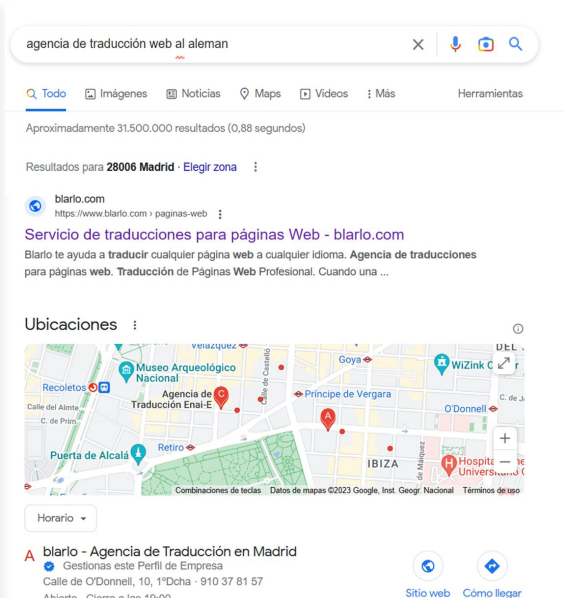 agencia de traducción web al aleman
Todo Imágenes Noticias Maps Videos Más Herramientas
Aproximadamente 31.500.000 resultados (0,88 segundos)
Resultados para 28006 Madrid · Elegir zona
blarlo.com
https://www.blarlo.com › paginas-web
Servicio de traducciones para páginas Web - blarlo.com
Blarlo te ayuda a traducir cualquier página web a cualquier idioma. Agencia de traducciones
para páginas web. Traducción de Páginas Web Profesional. Cuando una ...
Ubicaciones
Velázquez
Museo Arqueológico
Nacional
Goya
WiZink
Recoletos
Agencia de
Traducción Enai-E
C
Príncipe de Vergara
Calle del Almte.
C. de Prim
A
O'Donnell
Puerta de Alcalá
Retiro
IBIZA
H
Combinaciones de teclas Datos de mapas ©2023 Google, Inst. Geogr. Nacional Términos de uso
Horario
A blarlo - Agencia de Traducción en Madrid
Gestionas este Perfil de Empresa
Calle de O'Donnell, 10, 1ºDcha · 910 37 81 57
Abierto · Cierra a las 19:00
Sitio web Cómo llegar